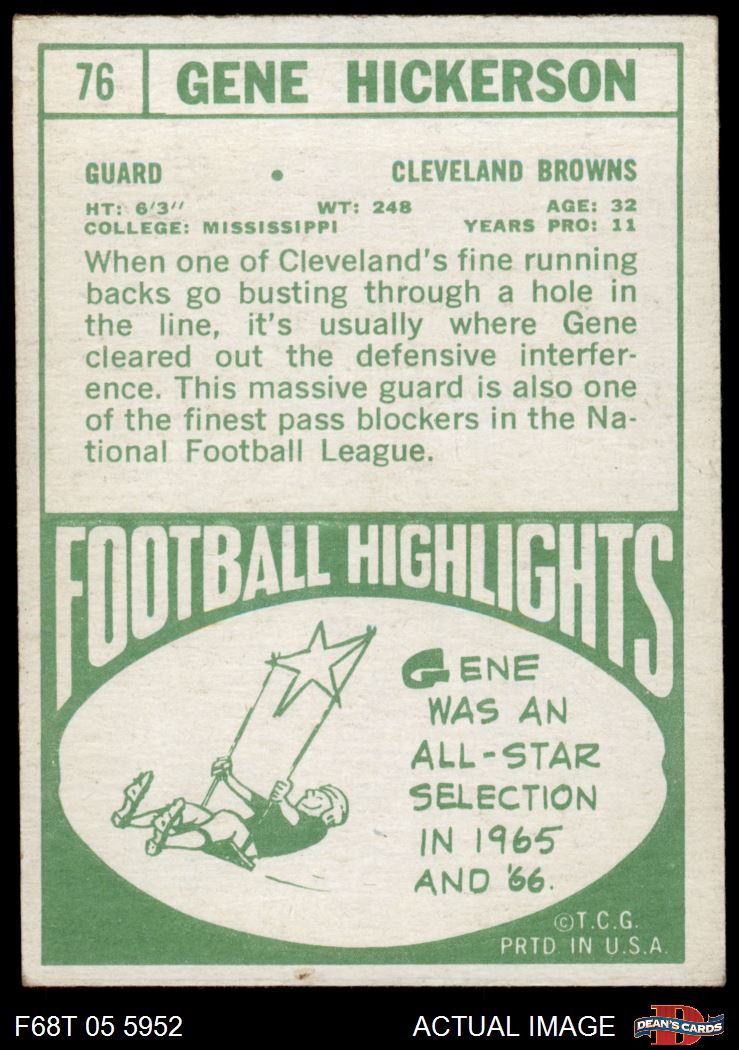 76 GENE HICKERSON
GUARD • CLEVELAND BROWNS
HT: 6'3" WT: 248 AGE: 32
COLLEGE: MISSISSIPPI YEARS PRO: 11
When one of Cleveland's fine running
backs go busting through a hole in
the line, it's usually where Gene
cleared out the defensive interfer-
ence. This massive guard is also one
of the finest pass blockers in the Na-
tional Football League.
FOOTBALL HIGHLIGHTS
GENE
WAS AN
ALL-STAR
SELECTION
IN 1965
AND '66.
©T.C.G.
PRTD. IN U.S.A.
F68T 05 5952 ACTUAL IMAGE D DEAN'S CARDS